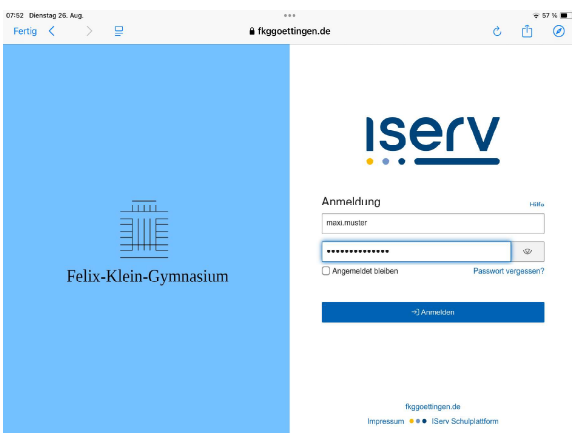 07:52 Dienstag 26. Aug.
57 %
Fertig
fkggoettingen.de
Iserv
Anmeldung
Hilfe
maxi.muster
••••••••••••••
Angemeldet bleiben
Passwort vergessen?
Anmelden
Felix-Klein-Gymnasium
fkggoettingen.de
Impressum
IServ Schulplattform